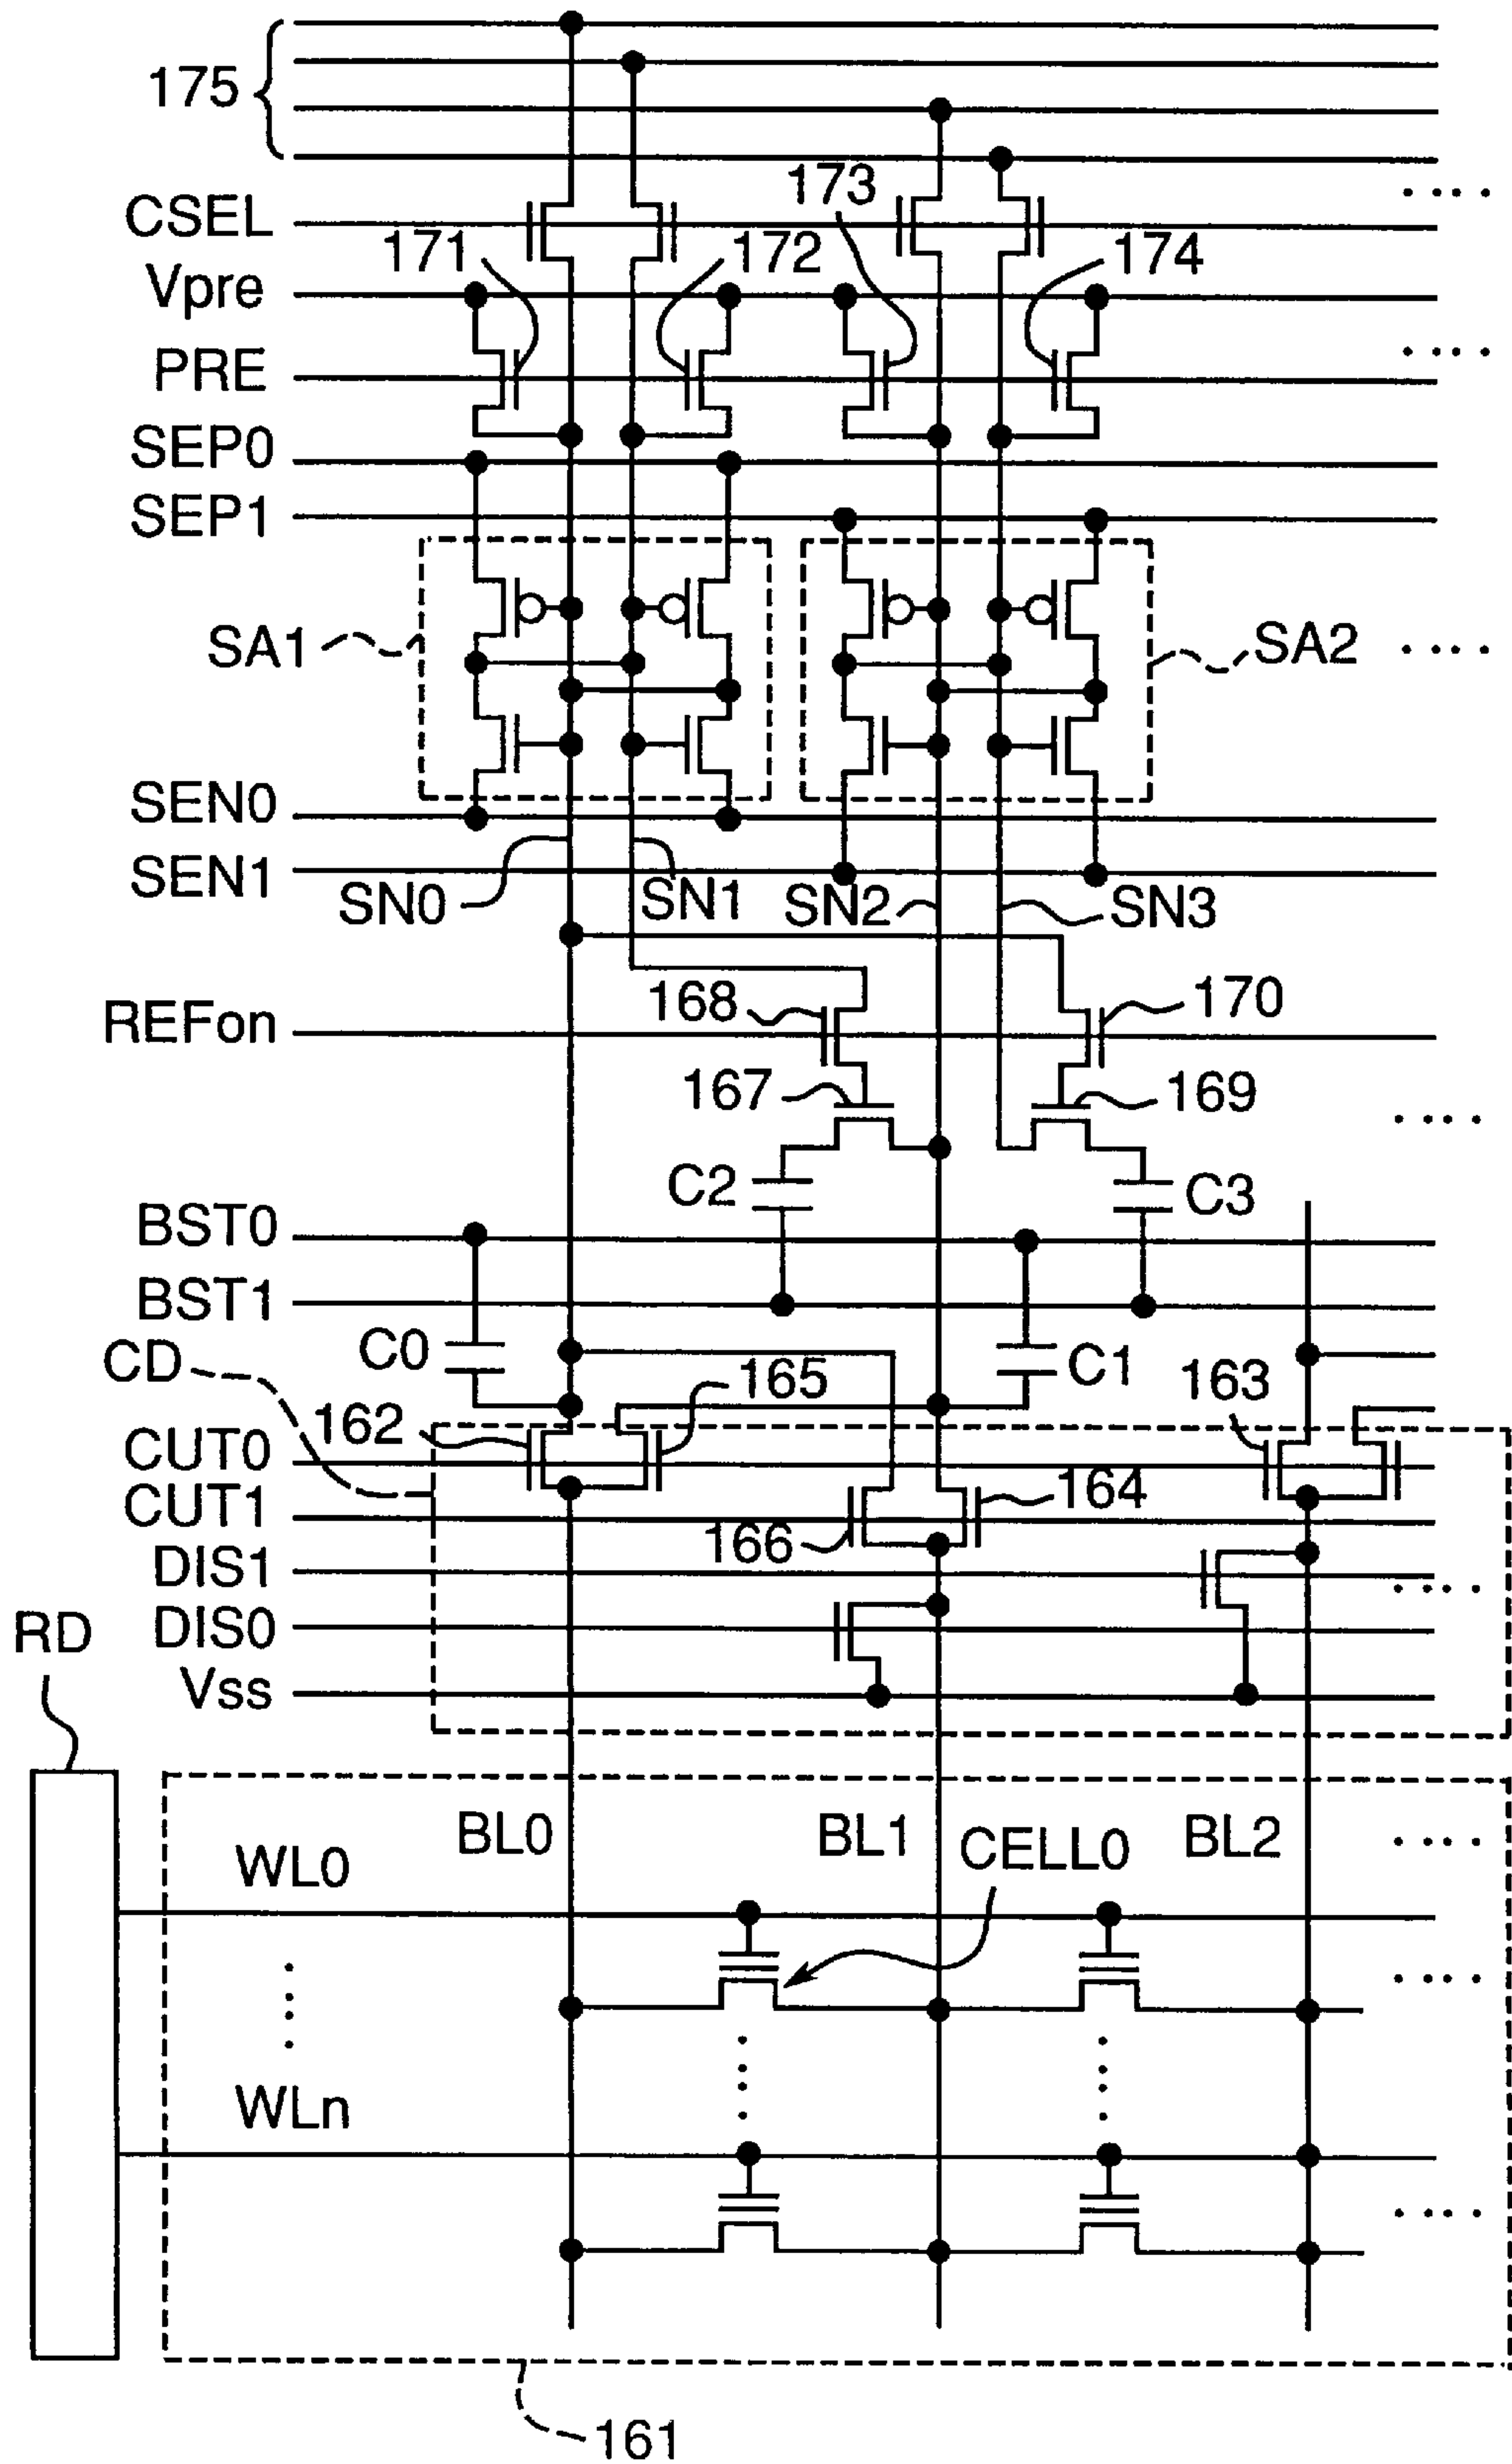 175
CSEL
173
171
172
174
Vpre
PRE
SEP0
SEP1
SA1
SA2
SEN0
SEN1
SN0
SN1
SN2
SN3
REFon
168
170
167
169
C2
C3
BST0
BST1
CD
C0
165
C1
163
162
CUT0
CUT1
166
164
DIS1
DIS0
RD
Vss
BL0
BL1
CELL0
BL2
WL0
WLn
161